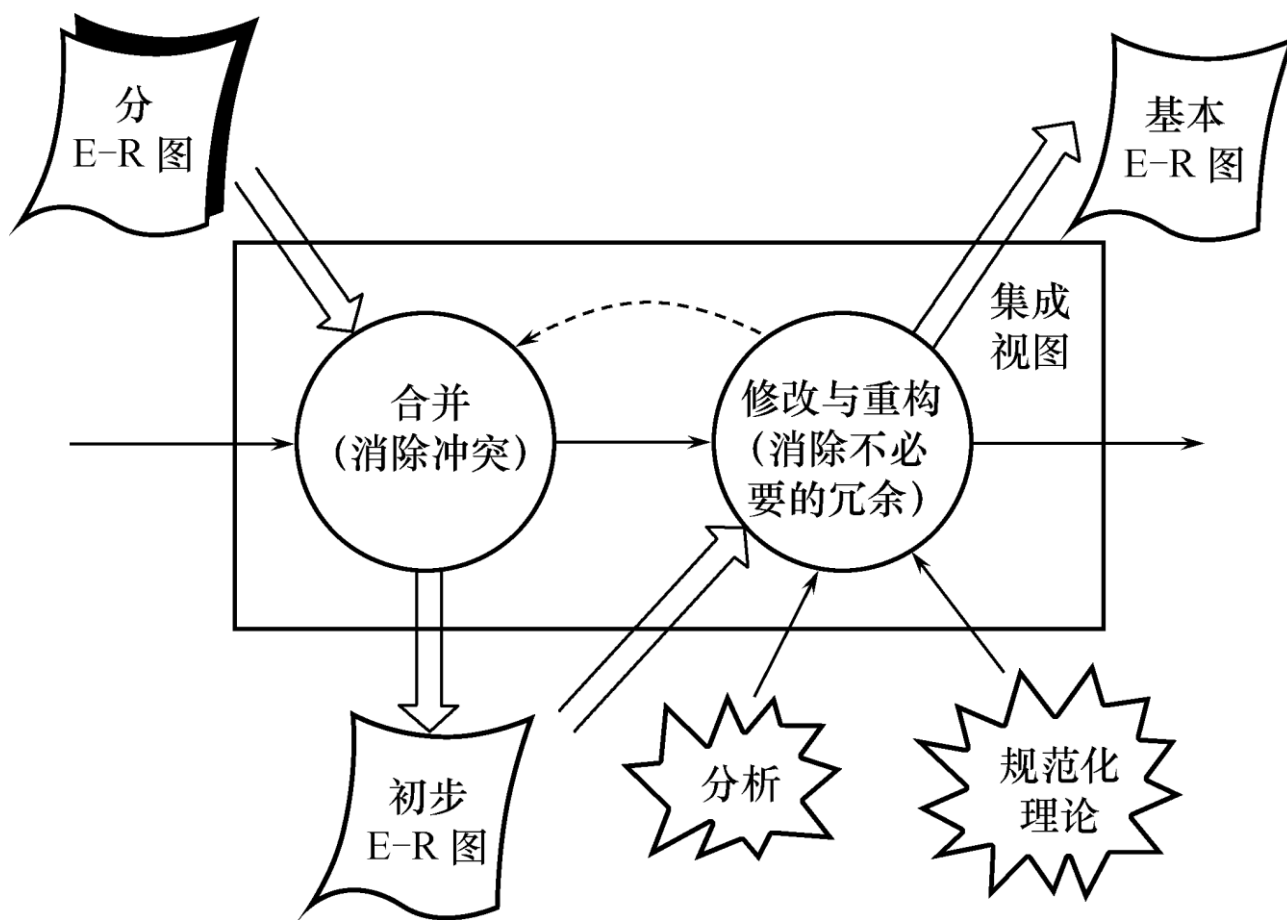 分
E-R 图
基本
E-R 图
集成
视图
合并
（消除冲突）
修改与重构
（消除不必
要的冗余）
初步
E-R 图
分析
规范化
理论